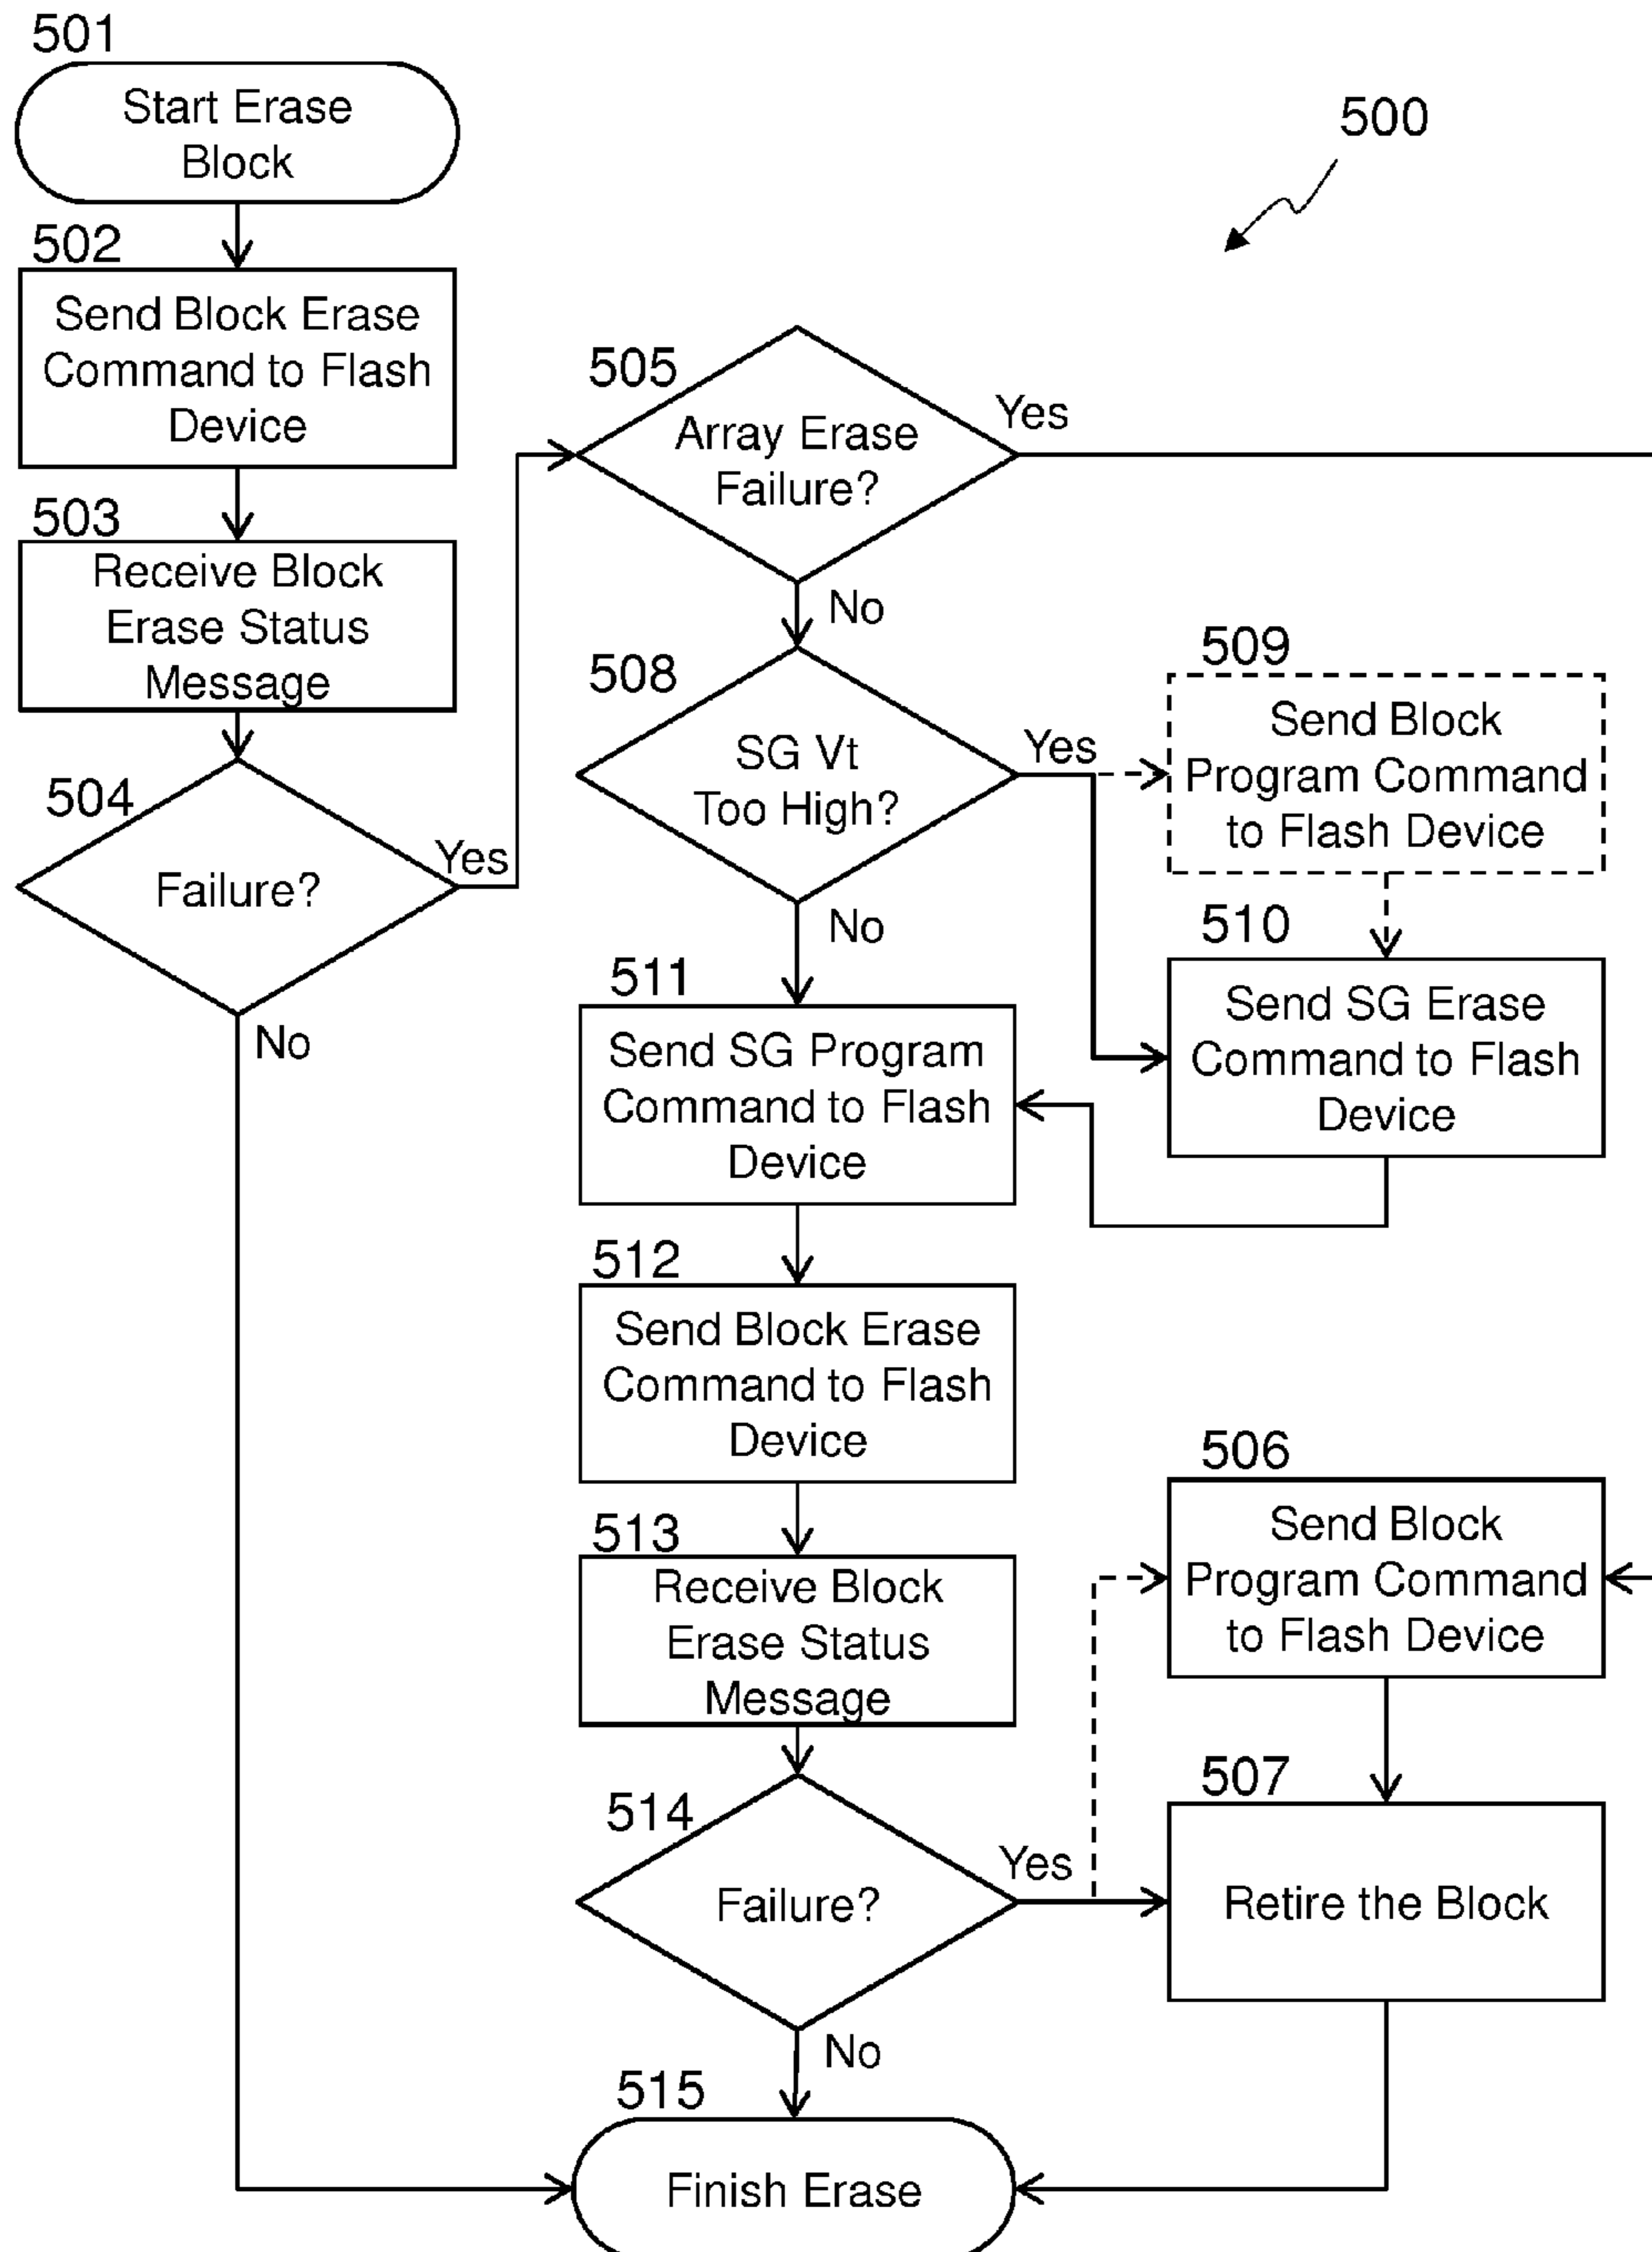 501
Start Erase
Block
500
502
Send Block Erase
Command to Flash
Device
503
Receive Block
Erase Status
Message
504
Failure?
Yes
No
505
Array Erase
Failure?
Yes
No
508
SG Vt
Too High?
Yes
No
509
Send Block
Program Command
to Flash Device
510
Send SG Erase
Command to Flash
Device
511
Send SG Program
Command to Flash
Device
512
Send Block Erase
Command to Flash
Device
513
Receive Block
Erase Status
Message
506
Send Block
Program Command
to Flash Device
514
Failure?
Yes
No
507
Retire the Block
515
Finish Erase